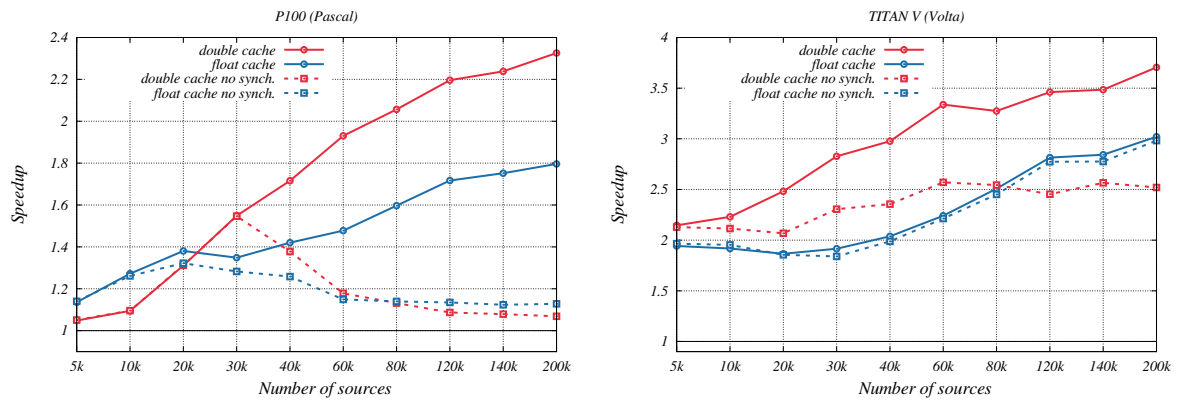 P100 (Pascal)
2.4
2.2
2
1.8
1.6
1.4
1.2
1
Speedup
double cache
float cache
double cache no synch.
float cache no synch.
5k 10k 20k 30k 40k 60k 80k 120k 140k 200k
Number of sources
TITAN V (Volta)
4
3.5
3
2.5
2
1.5
1
Speedup
double cache
float cache
double cache no synch.
float cache no synch.
5k 10k 20k 30k 40k 60k 80k 120k 140k 200k
Number of sources